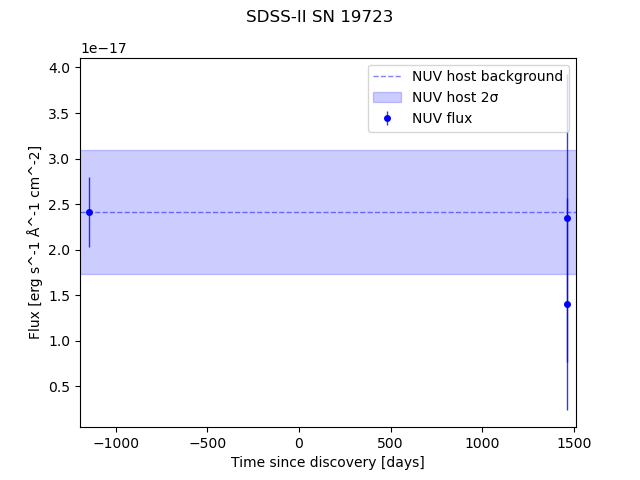 SDSS-II SN 19723
1e−17
4.0
3.5
3.0
2.5
2.0
1.5
1.0
0.5
Flux [erg s^-1 Å^-1 cm^-2]
NUV host background
NUV host 2σ
NUV flux
−1000
−500
0
500
1000
1500
Time since discovery [days]